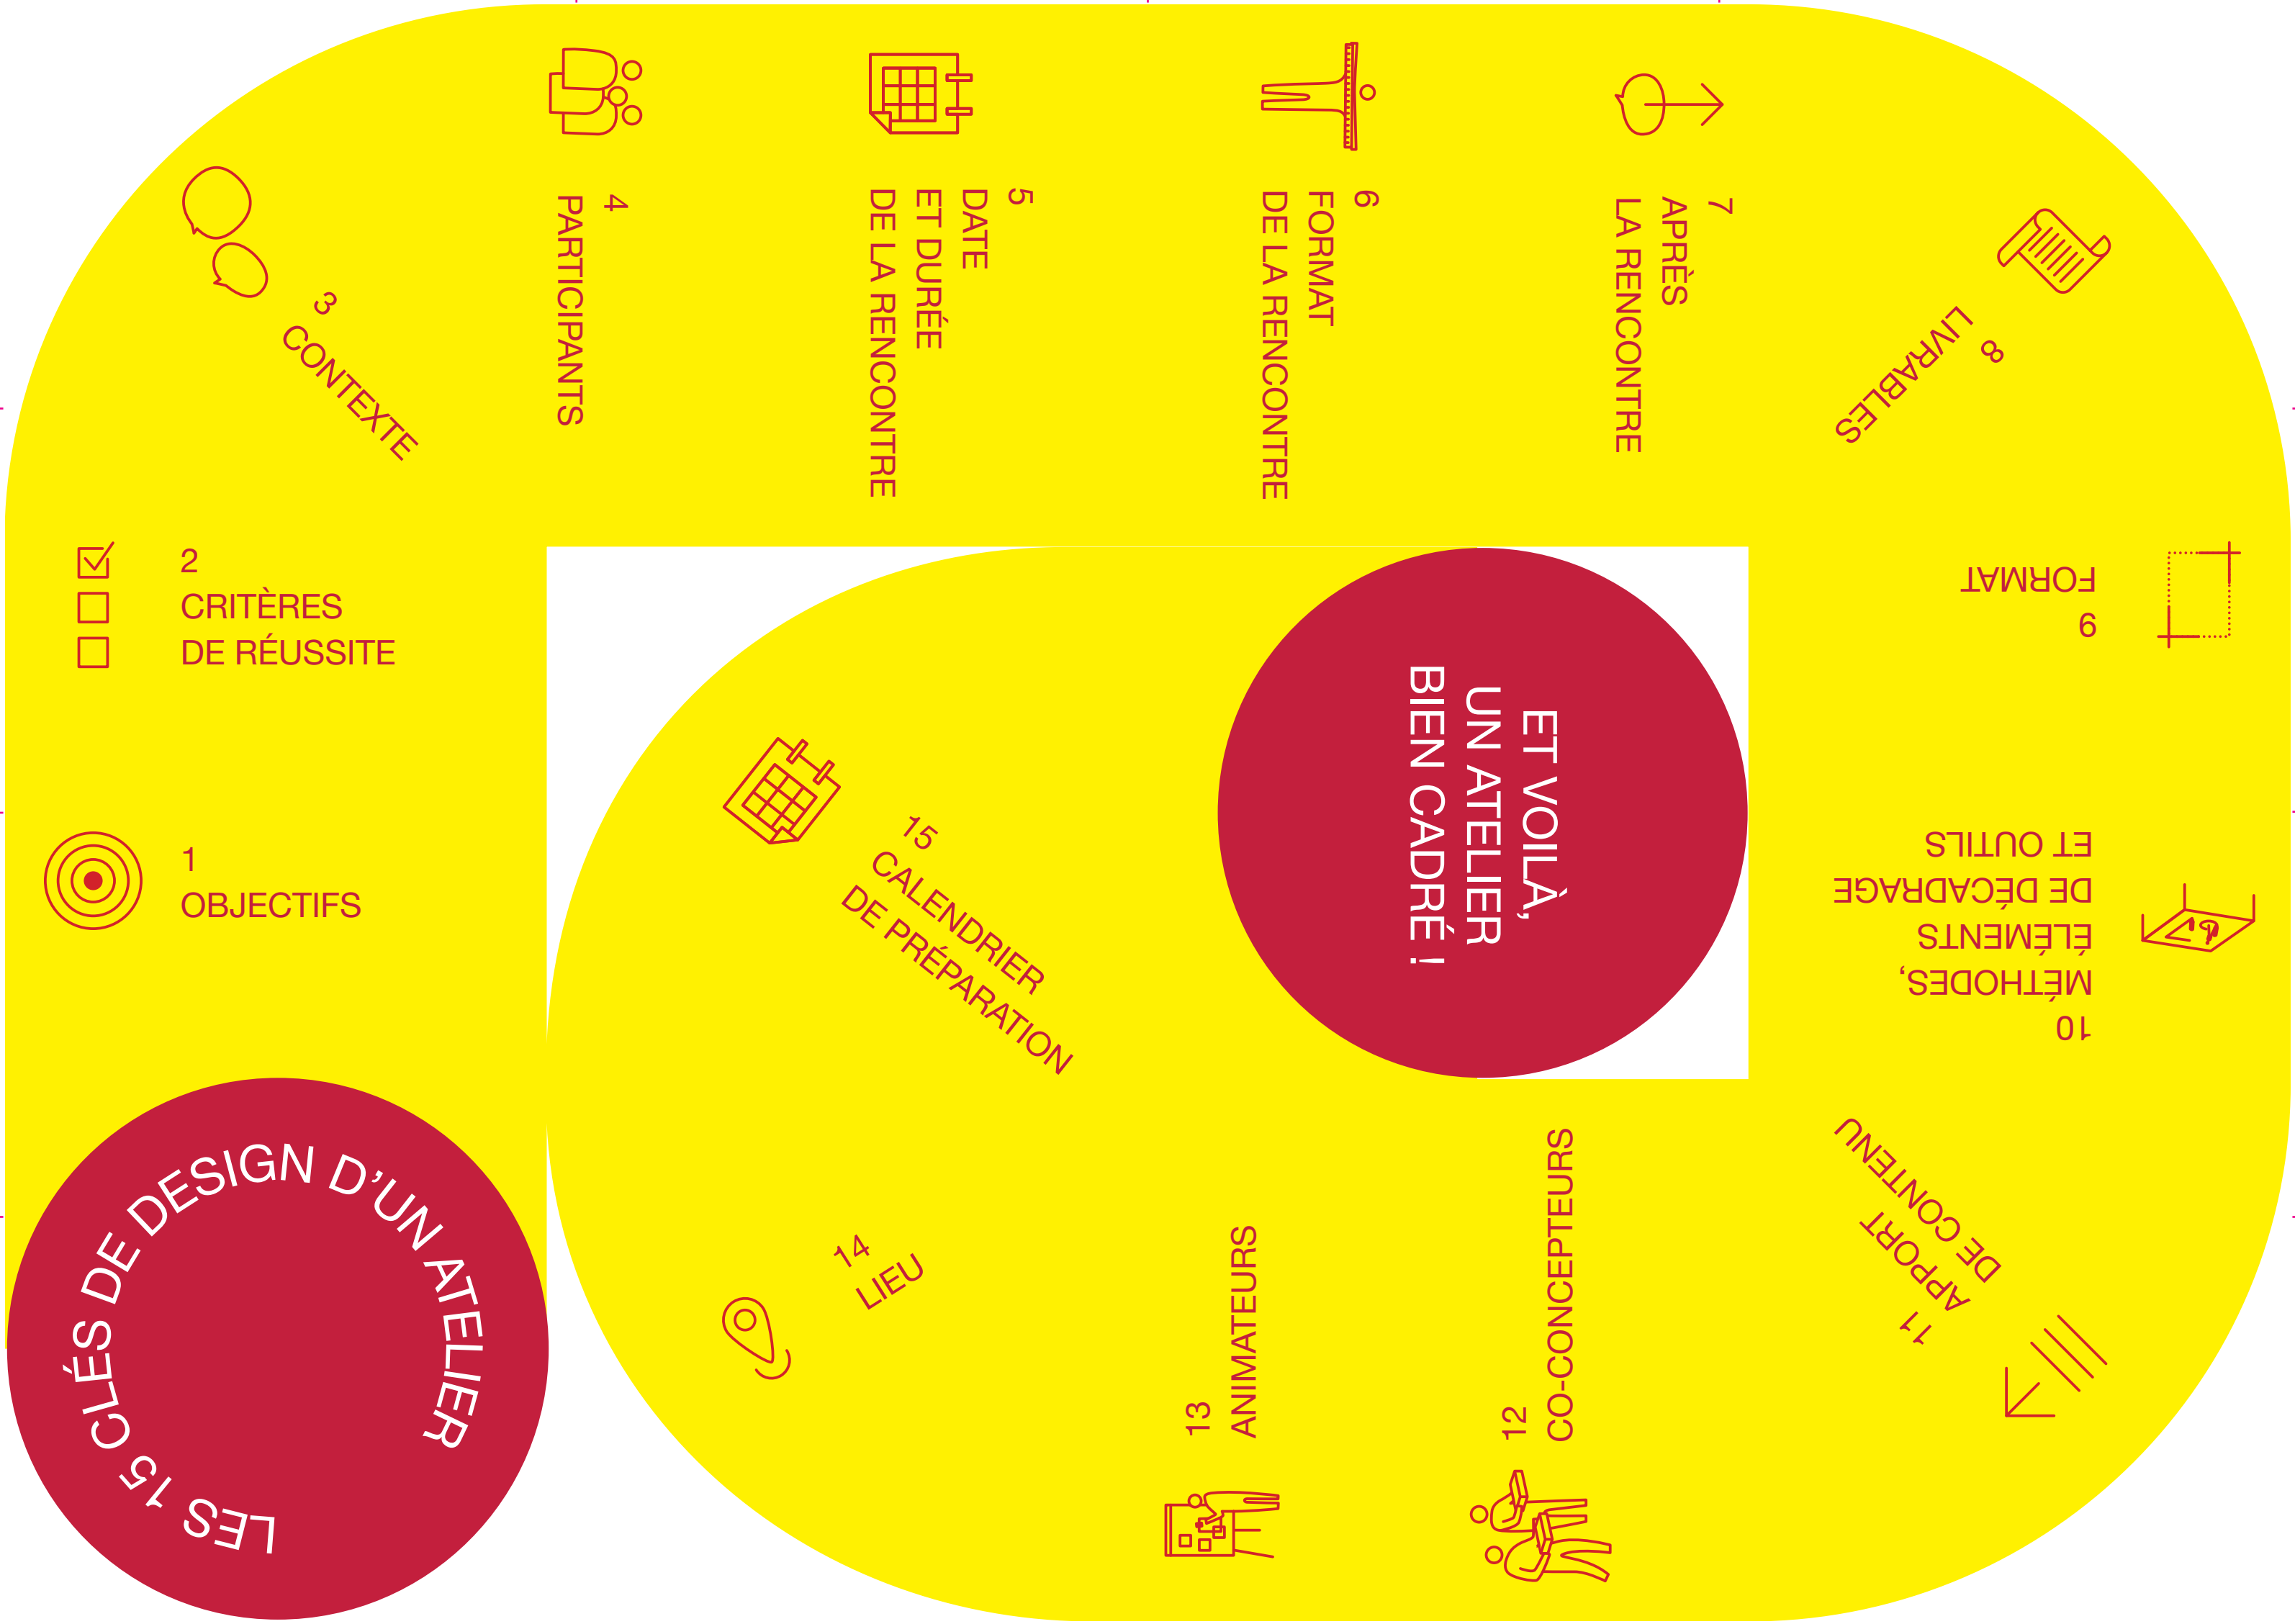 LES 15 CLÉS DE DESIGN D'UN ATELIER
1
OBJECTIFS
2
CRITÈRES
DE RÉUSSITE
3
CONTEXTE
4
PARTICIPANTS
5
DATE
ET DURÉE
DE LA RENCONTRE
6
FORMAT
DE LA RENCONTRE
7
APRÈS
LA RENCONTRE
8
LIVRABLES
9
FORMAT
10
MÉTHODES,
ÉLÉMENTS
DE DÉCADRAGE
ET OUTILS
11
APPORT
DE CONTENU
12
CO-CONCEPTEURS
13
ANIMATEURS
14
LIEU
15
CALENDRIER
DE PRÉPARATION
ET VOILÀ,
UN ATELIER
BIEN CADRÉ !